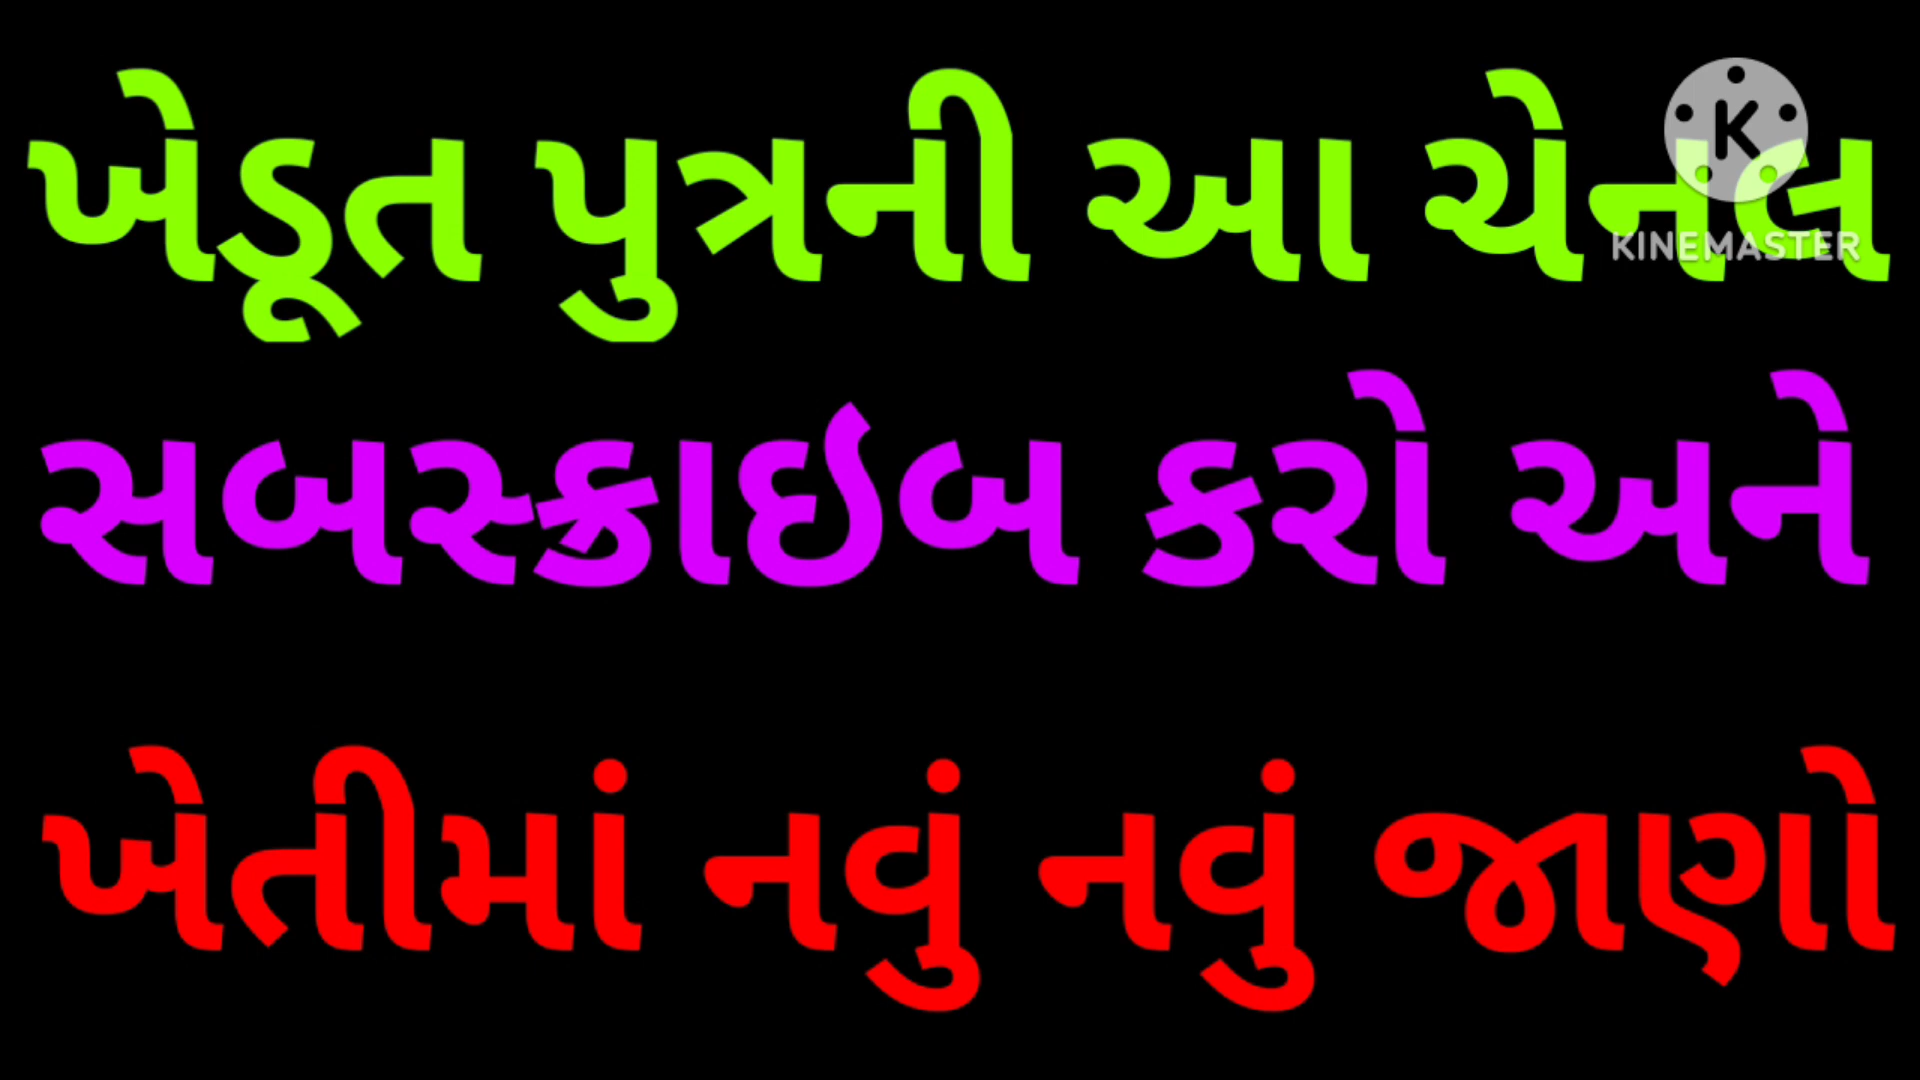 ખેડૂત પુત્રની આ ચેનલ
KINEMASTER
સબસ્ક્રાઇબ કરો અને
ખેતીમાં નવું નવું જાણો